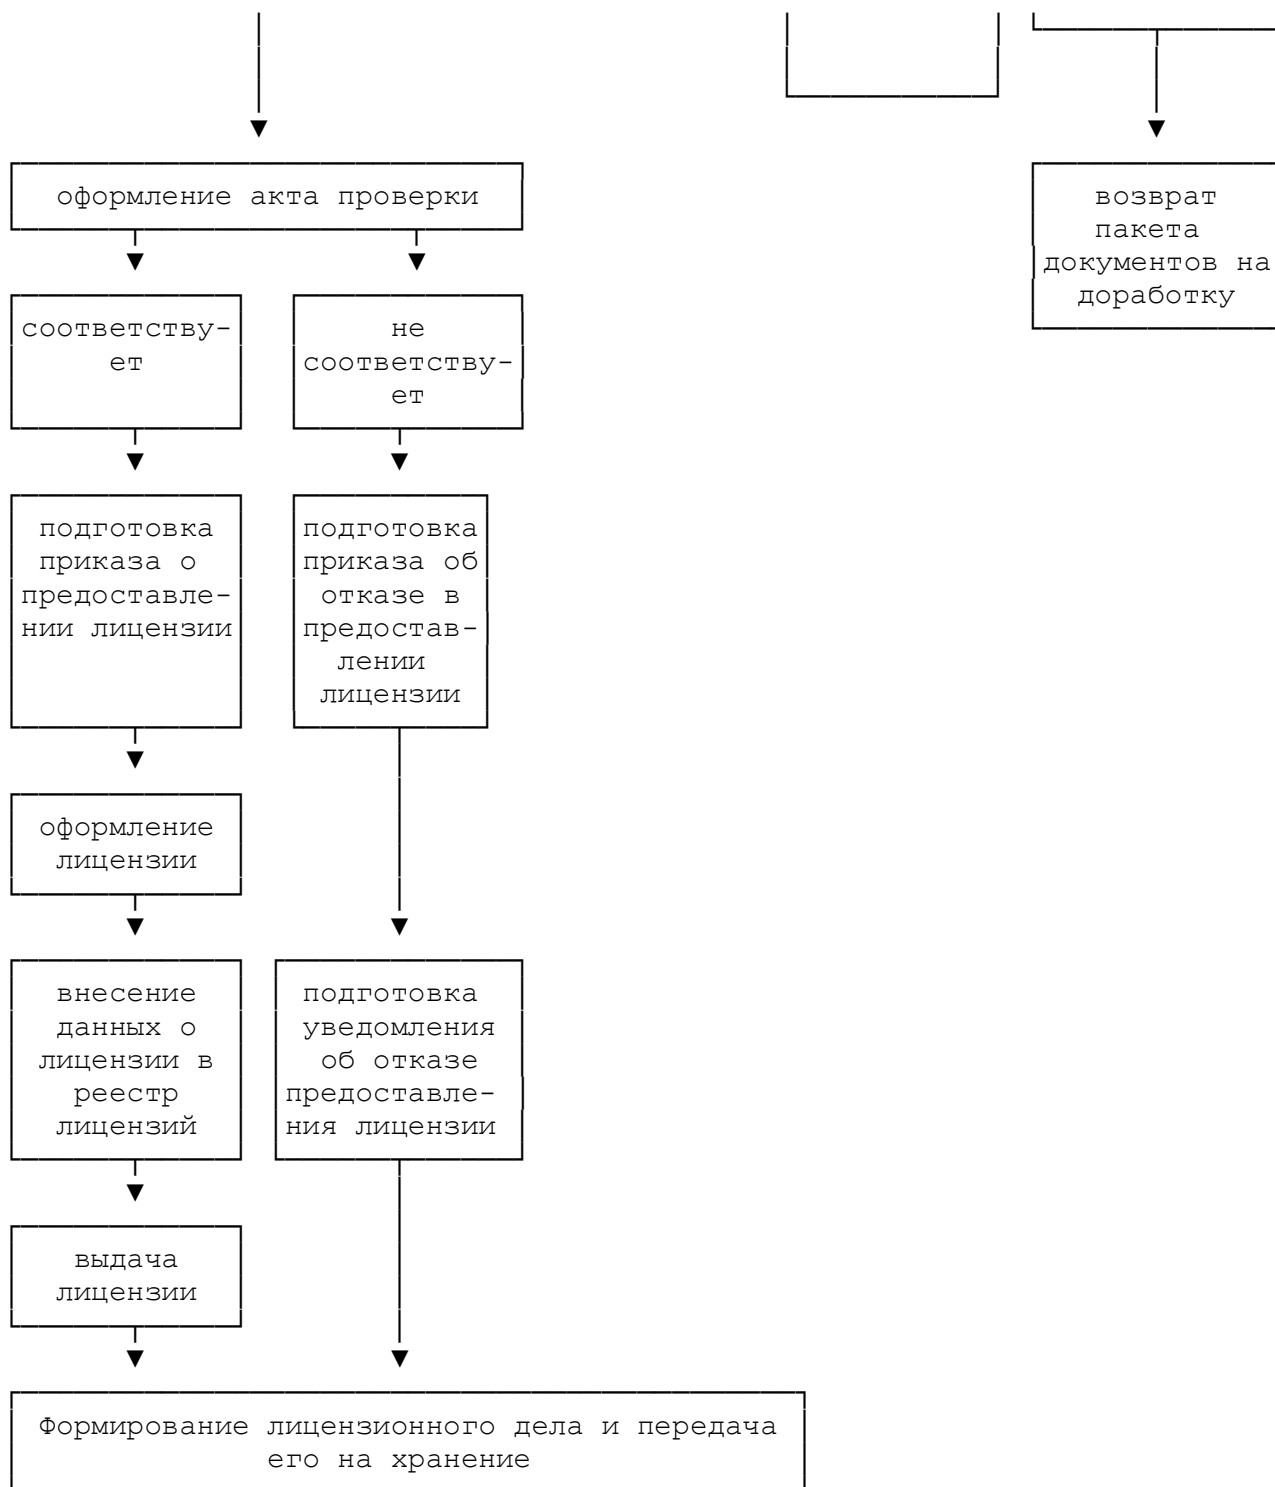 оформление акта проверки
возврат
пакета
документов на
доработку
соответству-
ет
не
соответству-
ет
подготовка
приказа о
предоставле-
нии лицензии
подготовка
приказа об
отказе в
предостав-
лении
лицензии
оформление
лицензии
внесение
данных о
лицензии в
реестр
лицензий
подготовка
уведомления
об отказе
предоставле-
ния лицензии
выдача
лицензии
Формирование лицензионного дела и передача
его на хранение